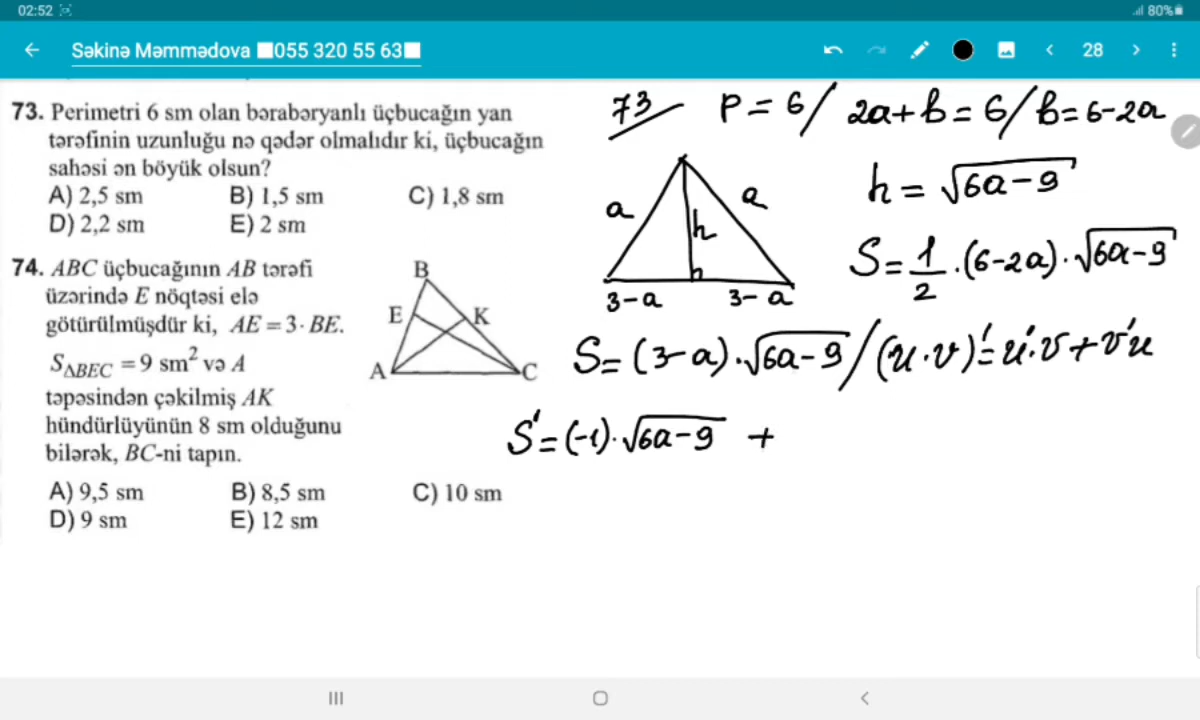 02:52 80%
Səkinə Məmmədova 055 320 55 63 28
73. Perimetri 6 sm olan bərabəryanlı üçbucağın yan
tərəfinin uzunluğu nə qədər olmalıdır ki, üçbucağın
sahəsi ən böyük olsun?
A) 2,5 sm B) 1,5 sm C) 1,8 sm
D) 2,2 sm E) 2 sm
74. ABC üçbucağının AB tərəfi
üzərində E nöqtəsi elə
götürülmüşdür ki, AE = 3 · BE.
S△BEC = 9 sm² və A
təpəsindən çəkilmiş AK
hündürlüyünün 8 sm olduğunu
bilərək, BC-ni tapın.
A) 9,5 sm B) 8,5 sm C) 10 sm
D) 9 sm E) 12 sm
B
E K
A C
73 P = 6 / 2a+b = 6 / b = 6-2a
a a h
3-a 3-a
h = √(6a-9)
S = 1/2 · (6-2a) · √(6a-9)
S = (3-a) · √(6a-9) / (u·v)' = u'·v + v'u
S' = (-1) · √(6a-9) +